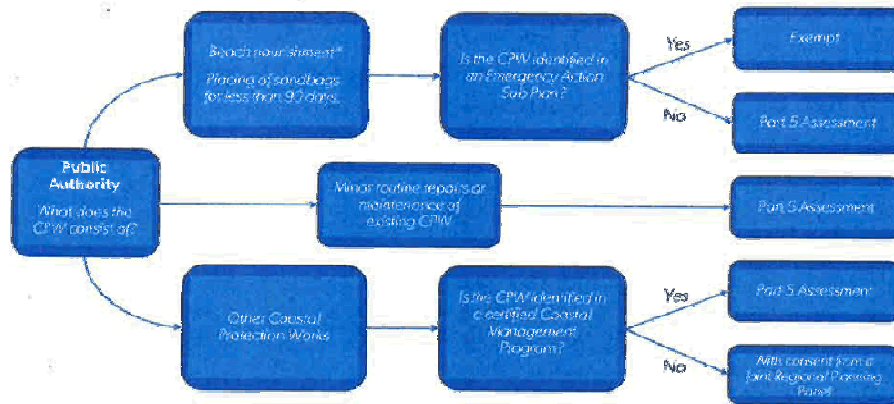 Beach nourishment*
Placing of sandbags
for less than 90 days.
Is the CPW identified in
an Emergency Action
Sub Plan?
Yes
Exempt
No
Part 5 Assessment
Public
Authority
What does the
CPW consist of?
Minor routine repairs or
maintenance of
existing CPW
Part 5 Assessment
Other Coastal
Protection Works
Is the CPW identified in
a certified Coastal
Management
Program?
Yes
Part 5 Assessment
No
With consent from a
Joint Regional Planning
Panel